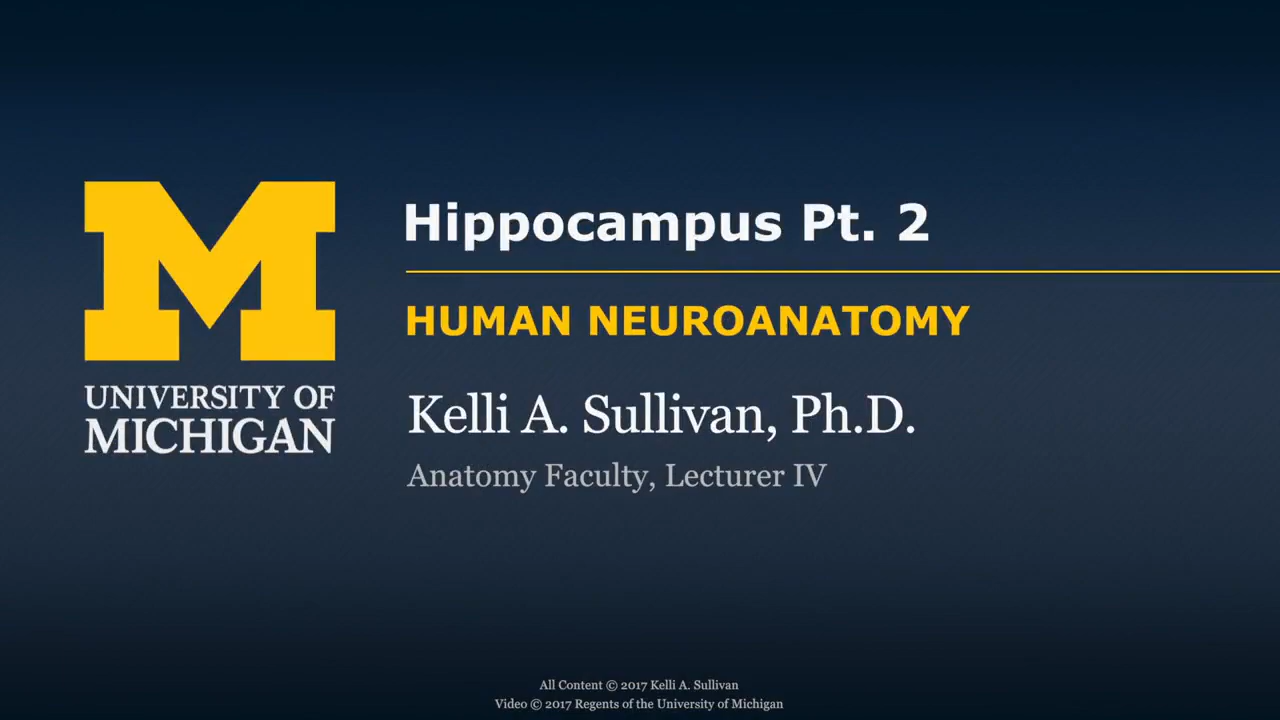 Hippocampus Pt. 2
HUMAN NEUROANATOMY
Kelli A. Sullivan, Ph.D.
Anatomy Faculty, Lecturer IV
M
UNIVERSITY OF
MICHIGAN
All Content © 2017 Kelli A. Sullivan
Video © 2017 Regents of the University of Michigan